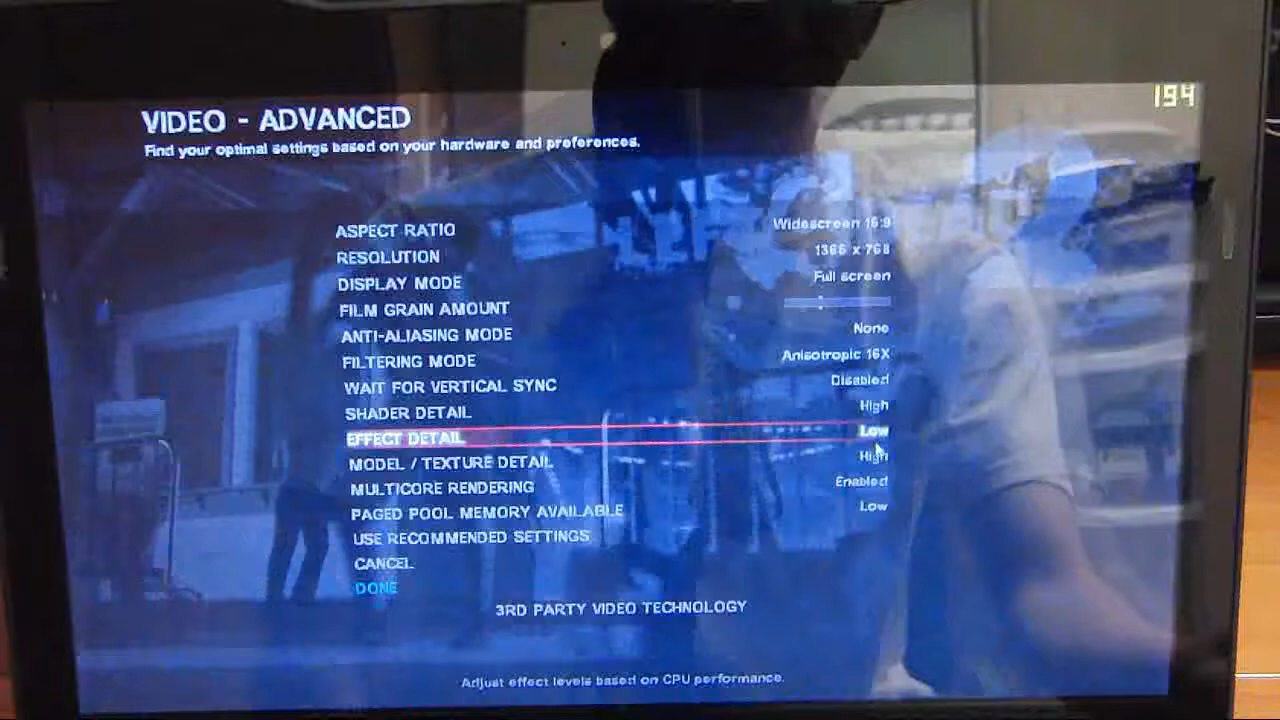 194
VIDEO - ADVANCED
Find your optimal settings based on your hardware and preferences.
ASPECT RATIO Widescreen 16:9
RESOLUTION 1366 x 768
DISPLAY MODE Full screen
FILM GRAIN AMOUNT
ANTI-ALIASING MODE None
FILTERING MODE Anisotropic 16X
WAIT FOR VERTICAL SYNC Disabled
SHADER DETAIL High
EFFECT DETAIL Low
MODEL / TEXTURE DETAIL High
MULTICORE RENDERING Enabled
PAGED POOL MEMORY AVAILABLE Low
USE RECOMMENDED SETTINGS
CANCEL
DONE
3RD PARTY VIDEO TECHNOLOGY
Adjust effect levels based on CPU performance.